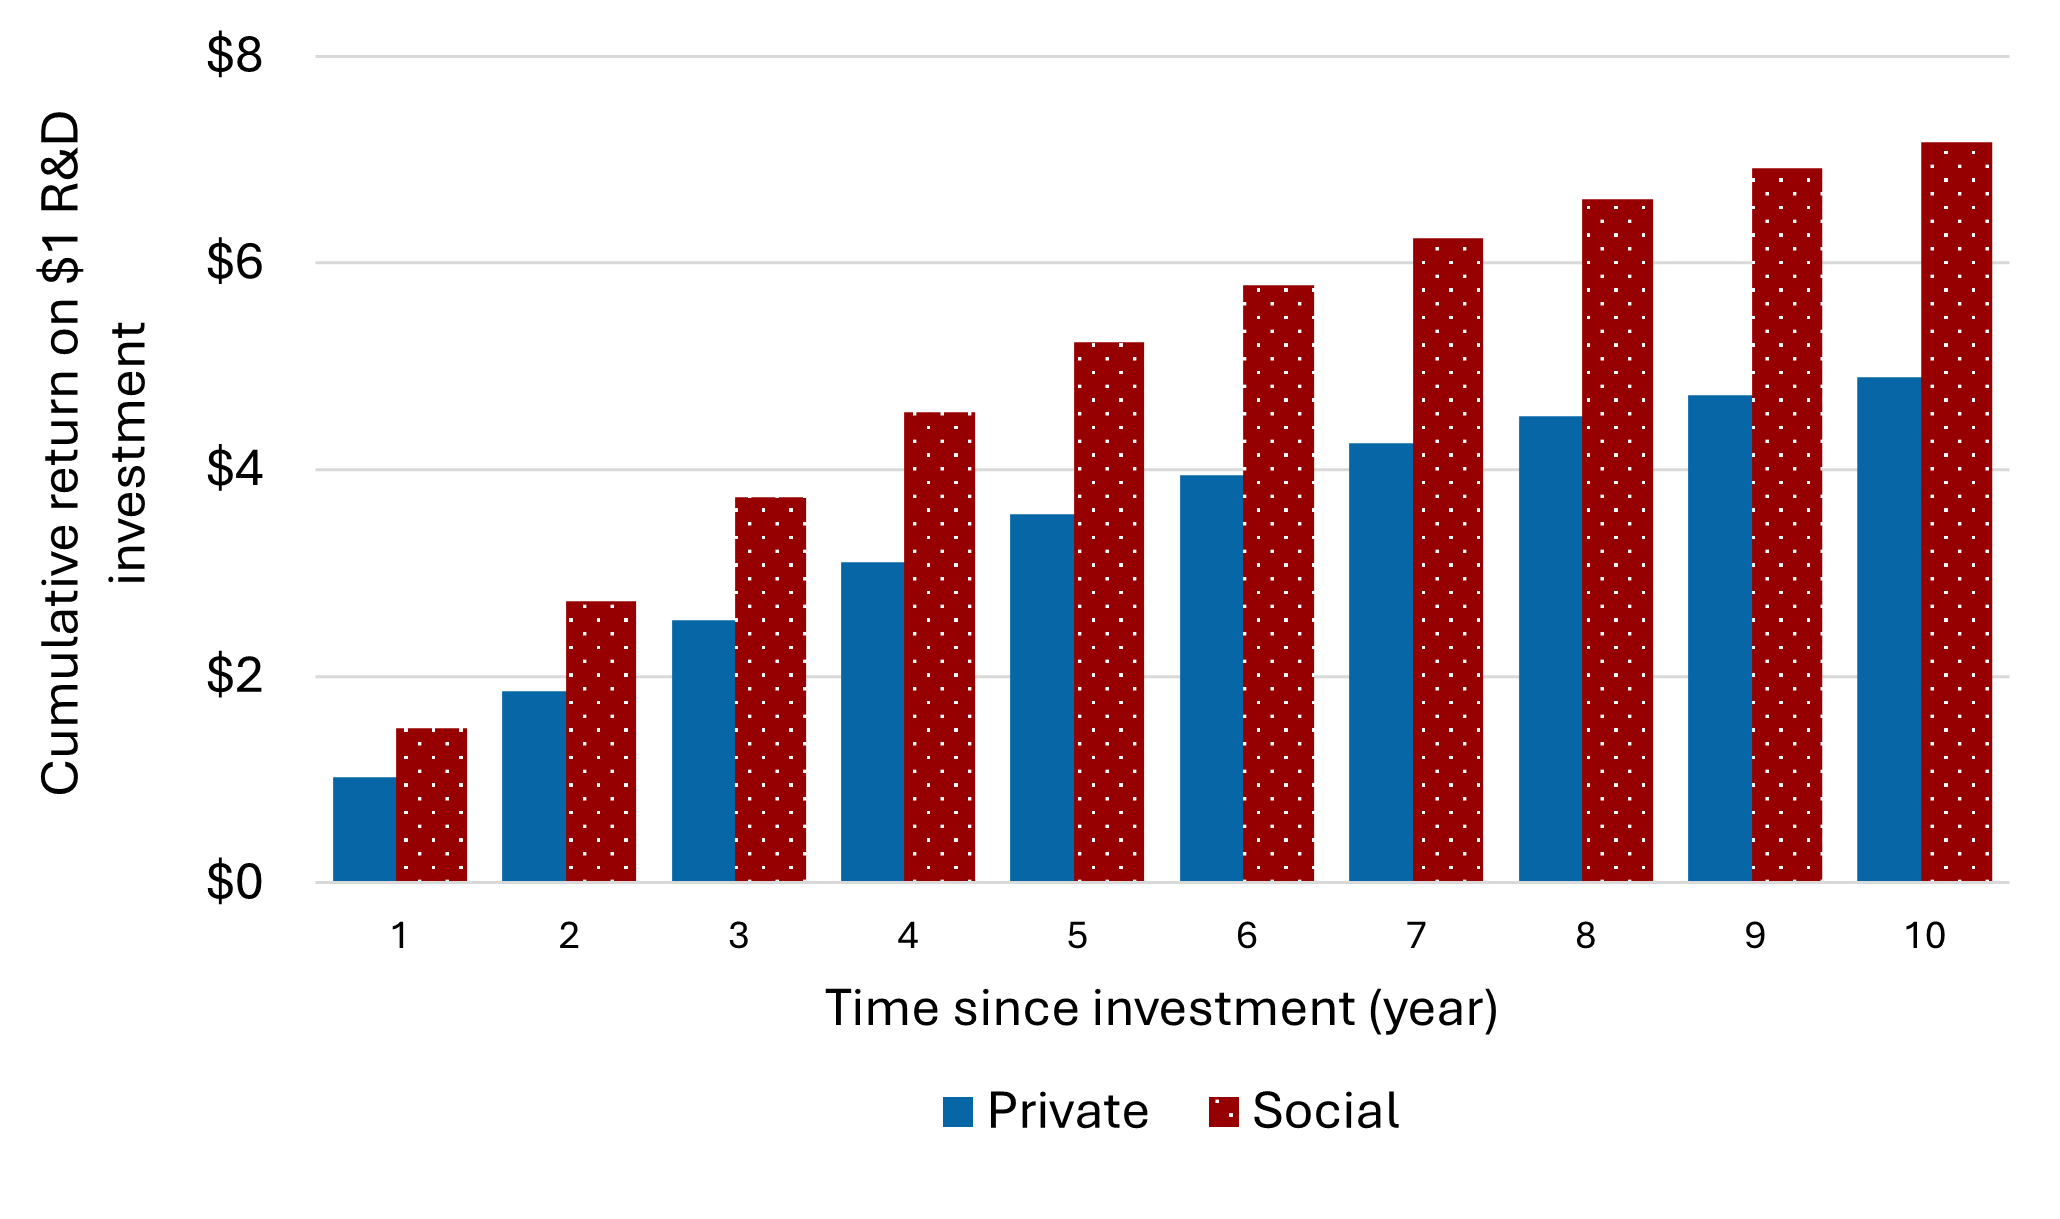 $8
$6
$4
$2
$0
Cumulative return on $1 R&D
investment
1 2 3 4 5 6 7 8 9 10
Time since investment (year)
Private Social